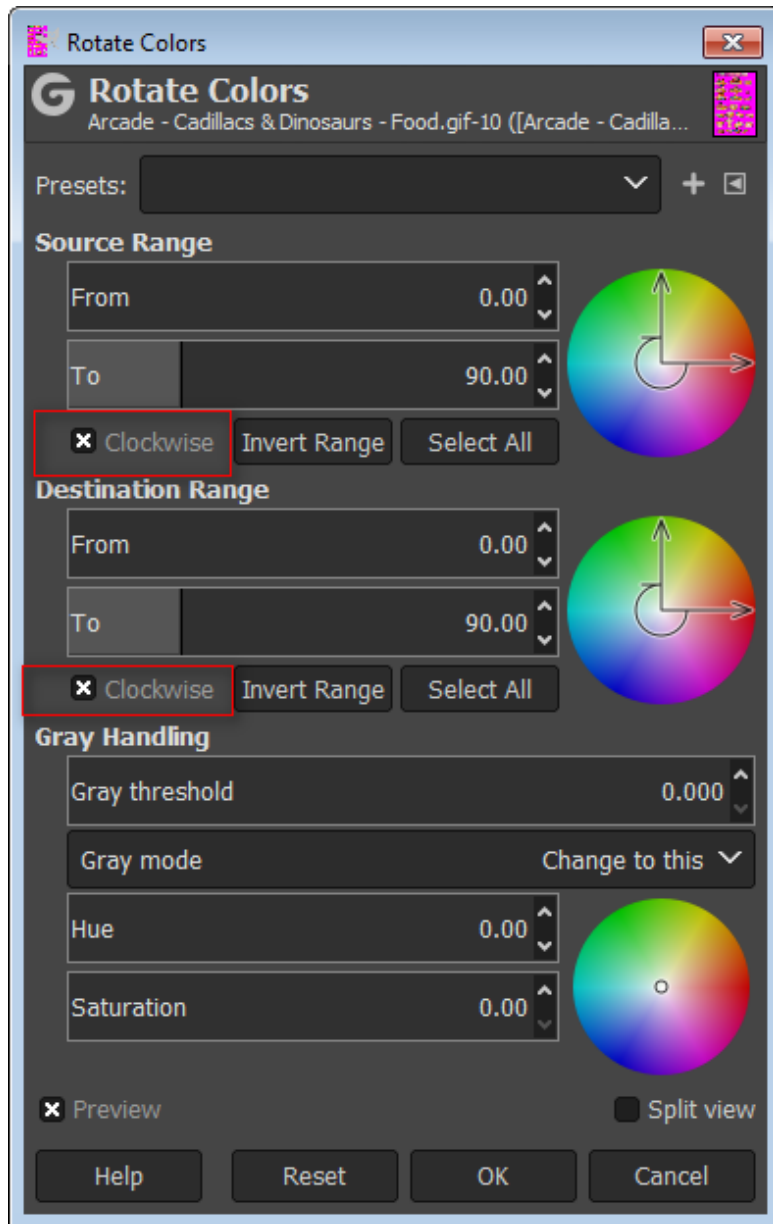 Rotate Colors
Rotate Colors
Arcade - Cadillacs & Dinosaurs - Food.gif-10 ([Arcade - Cadilla...
Presets:
Source Range
From 0.00
To 90.00
Clockwise Invert Range Select All
Destination Range
From 0.00
To 90.00
Clockwise Invert Range Select All
Gray Handling
Gray threshold 0.000
Gray mode Change to this
Hue 0.00
Saturation 0.00
Preview Split view
Help Reset OK Cancel